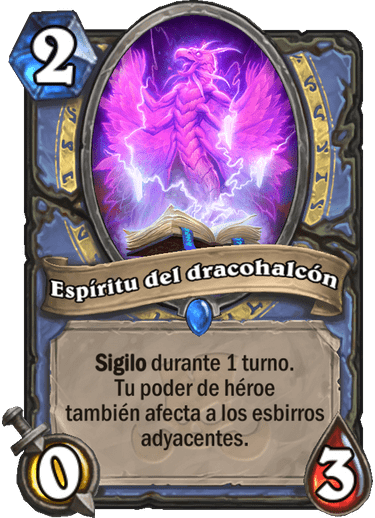 2
Espíritu del dracohalcón
Sigilo durante 1 turno.
Tu poder de héroe
también afecta a los esbirros
adyacentes.
0
3